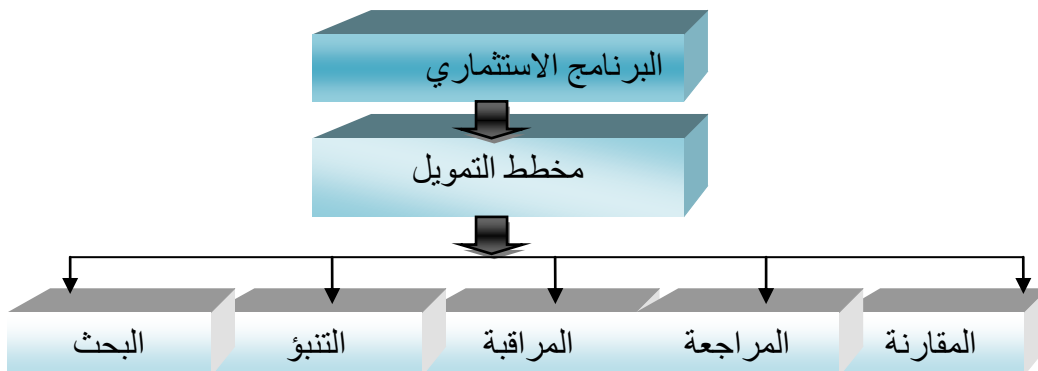 البرنامج الاستثماري
مخطط التمويل
المقارنة
المراجعة
المراقبة
التنبؤ
البحث